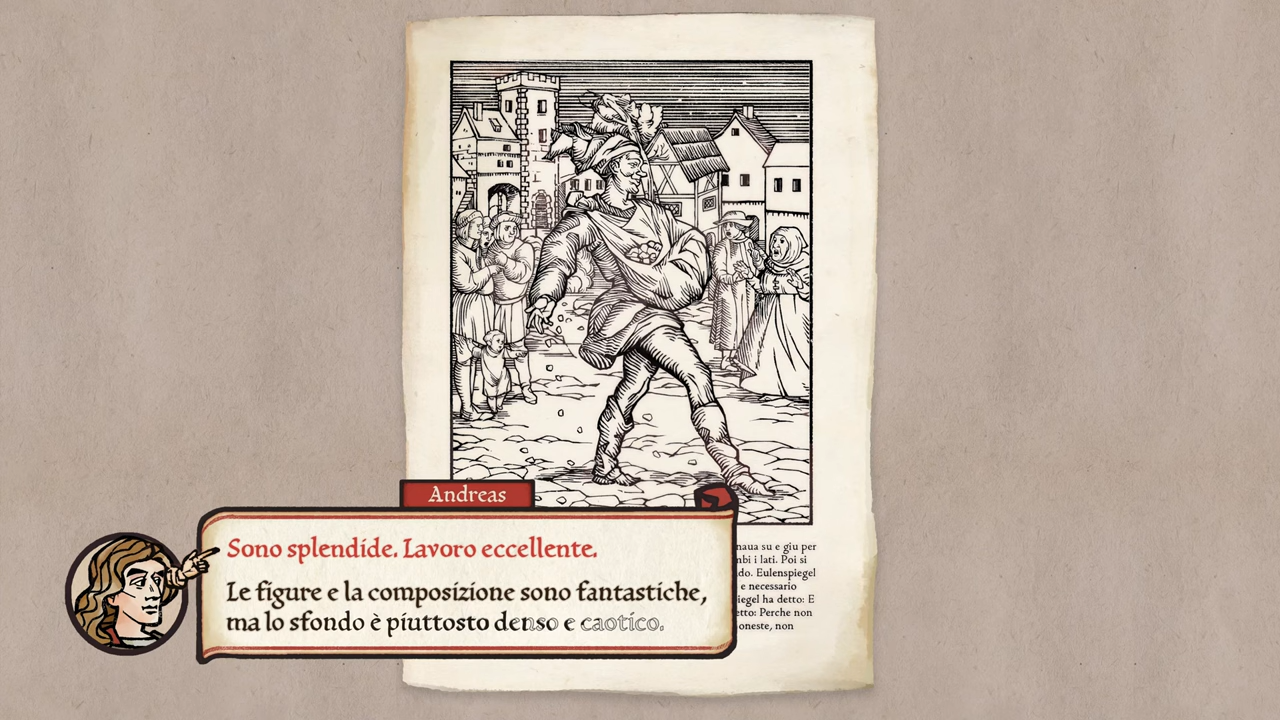 Andreas
Sono splendide. Lavoro eccellente.
Le figure e la composizione sono fantastiche,
ma lo sfondo è piuttosto denso e caotico.
naua su e giu per
mbi i lati. Poi si
do. Eulenspiegel
e necessario
iegel ha detto: E
etto: Perche non
oneste, non